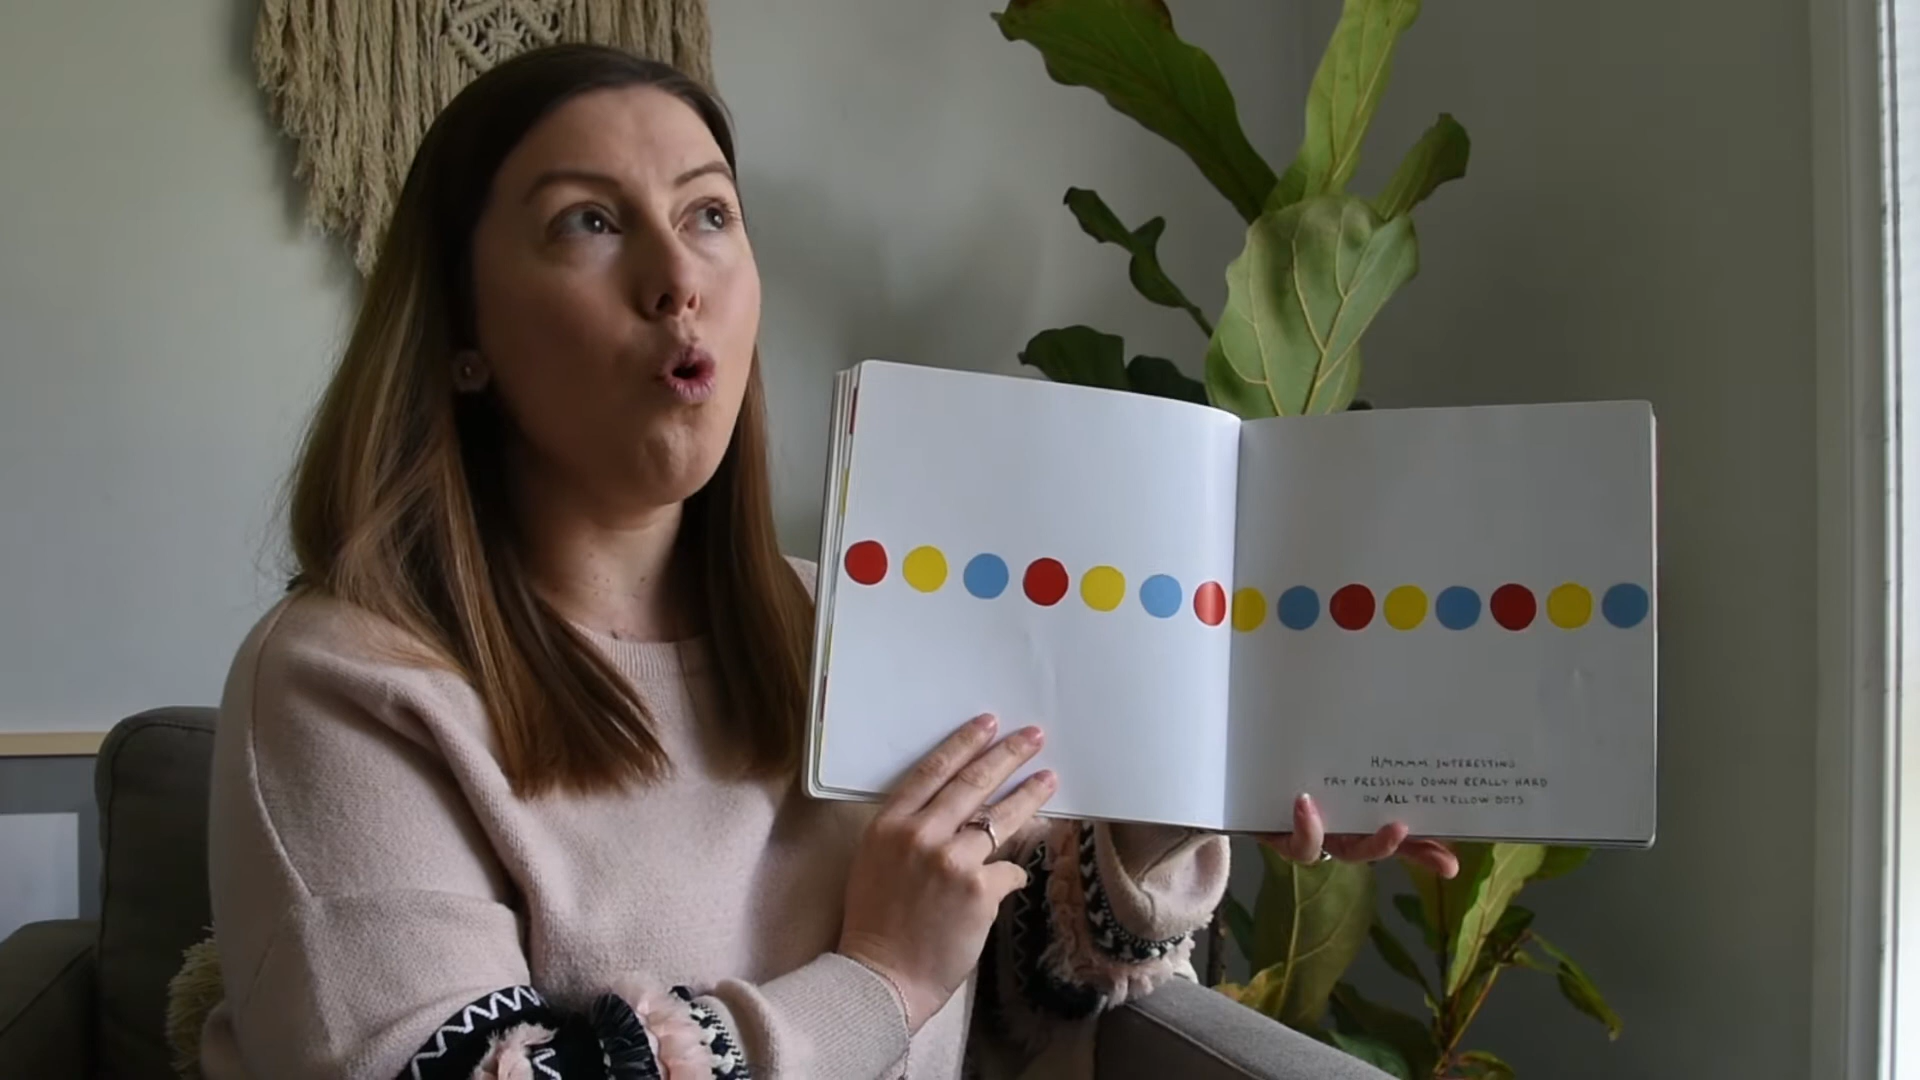 HMMMM, INTERESTING.
TRY PRESSING DOWN REALLY HARD
ON ALL THE YELLOW DOTS.